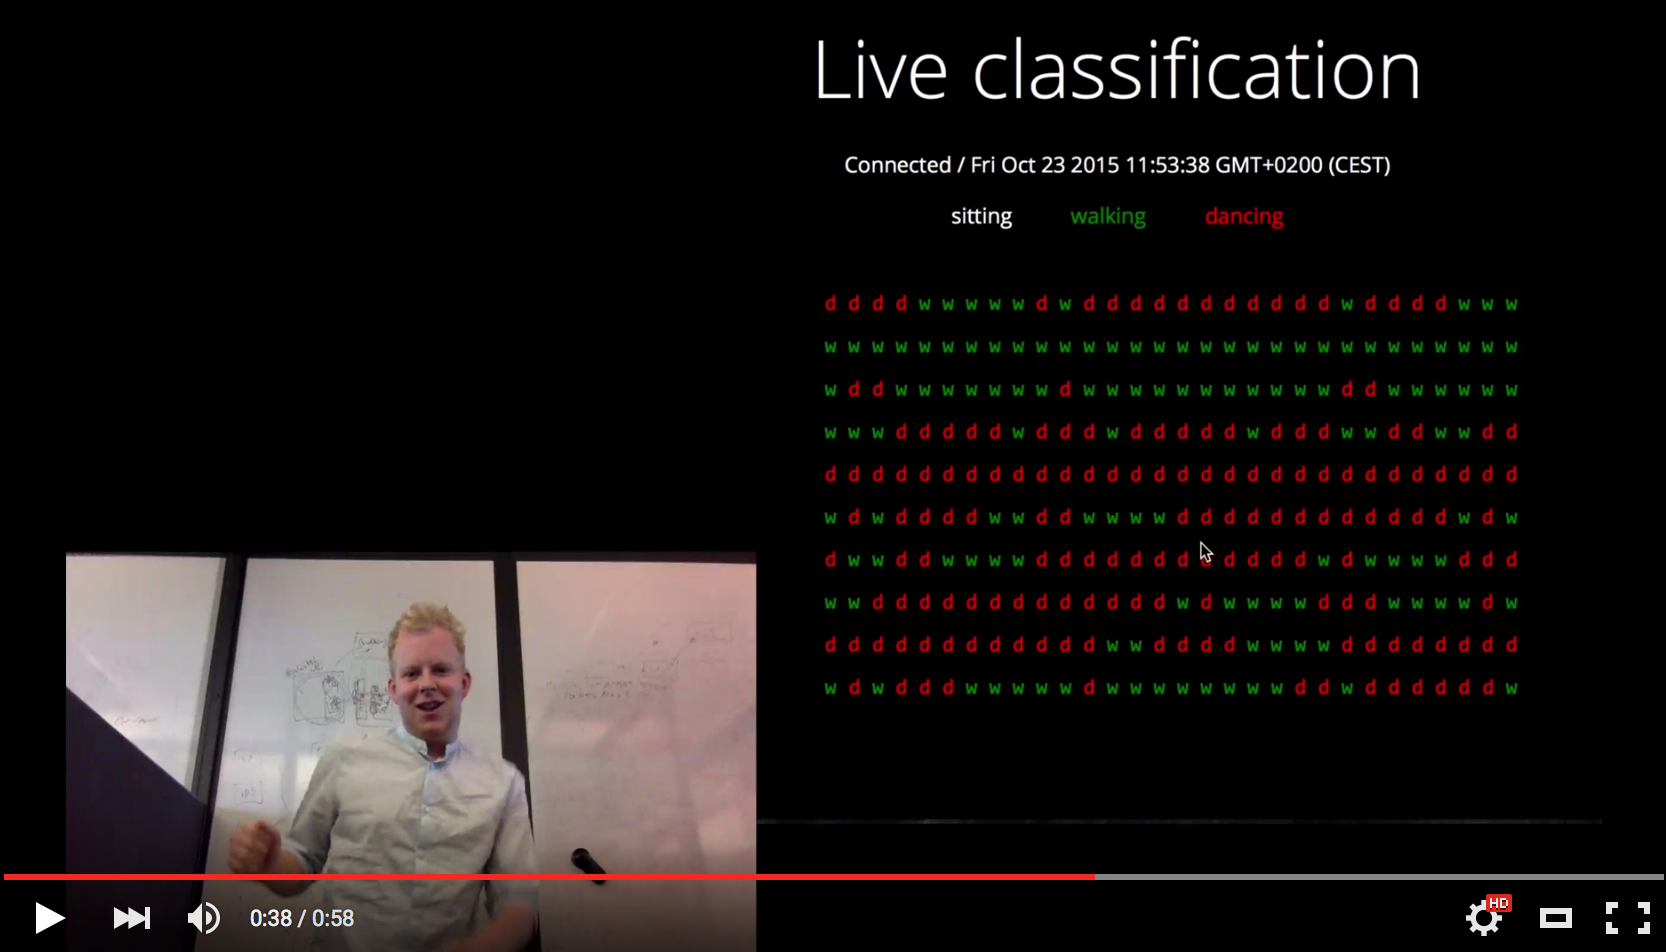 Live classification
Connected / Fri Oct 23 2015 11:53:38 GMT+0200 (CEST)
sitting walking dancing
d d d d w w w w w d w d d d d d d d d d d d w d d d d w w w
w w w w w w w w w w w w w w w w w w w w w w w w w w w w w w
w d d w w w w w w w d w w w w w w w w w w w d d w w w w w w
w w w d d d d d w d d d w d d d d d w d d d w w d d w w d d
d d d d d d d d d d d d d d d d d d d d d d d d d d d d d d
w d w d d d d w w d d w w w w d d d d d d d d d d d d w d w
d w w d d w w w w d d d d d d d d d d d d w d w w w w d d d
w w d d d d d d d d d d d d d w d w w w w d d d w w w w d w
d d d d d d d d d d d d w w d d d d w w w w d d d d d d d d
w d w d d d w w w w w d w w w w w w w w d d w d d d d d d w
0:38 / 0:58
HD